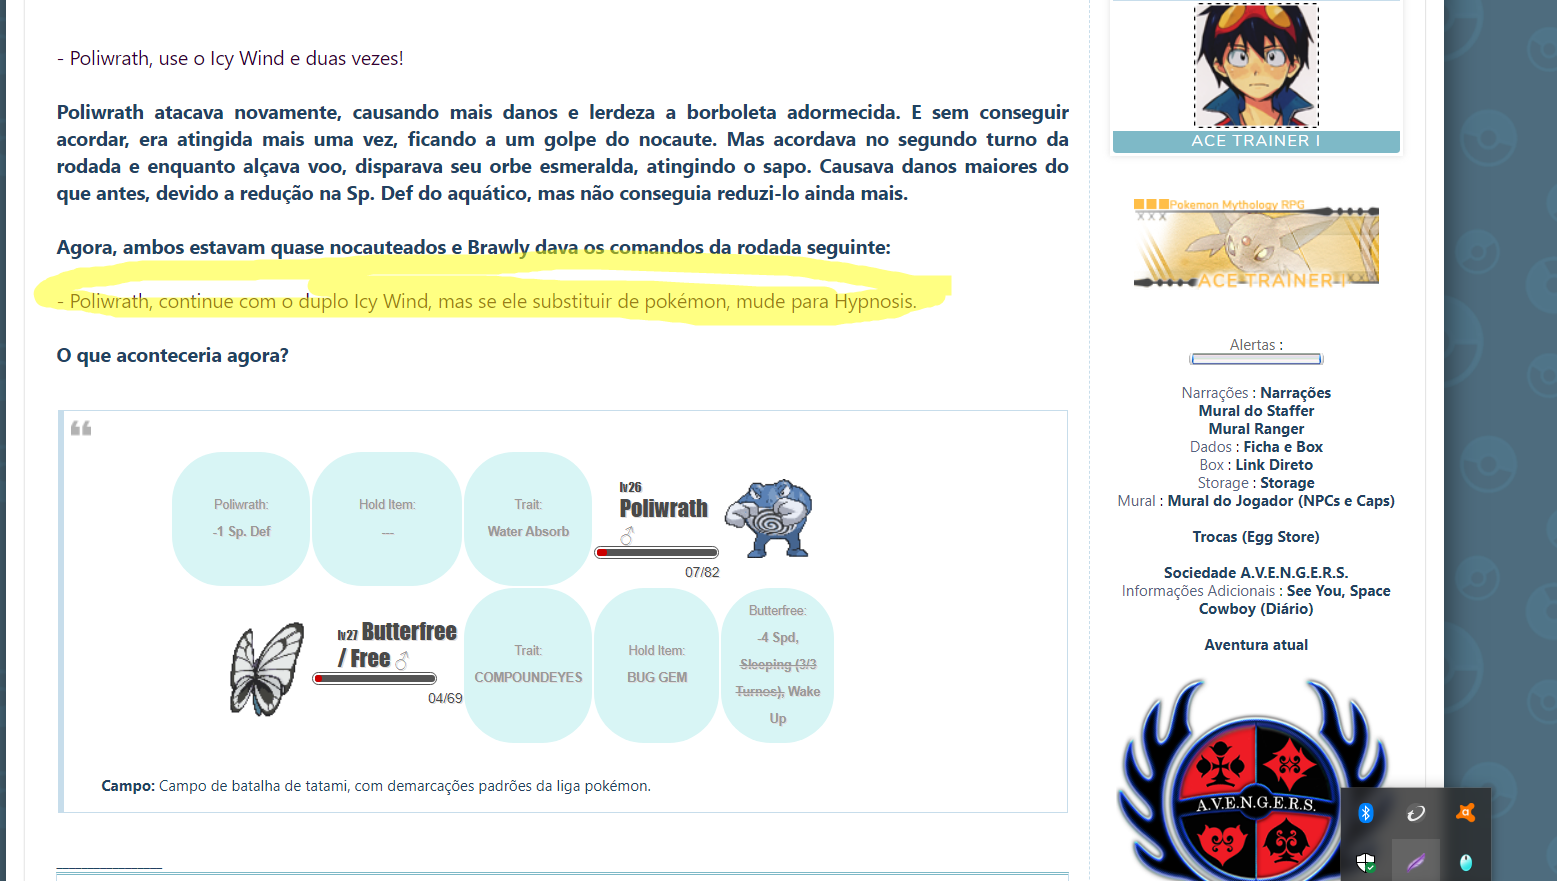 - Poliwrath, use o Icy Wind e duas vezes!
Poliwrath atacava novamente, causando mais danos e lerdeza a borboleta adormecida. E sem conseguir
acordar, era atingida mais uma vez, ficando a um golpe do nocaute. Mas acordava no segundo turno da
rodada e enquanto alçava voo, disparava seu orbe esmeralda, atingindo o sapo. Causava danos maiores do
que antes, devido a redução na Sp. Def do aquático, mas não conseguia reduzi-lo ainda mais.
Agora, ambos estavam quase nocauteados e Brawly dava os comandos da rodada seguinte:
- Poliwrath, continue com o duplo Icy Wind, mas se ele substituir de pokémon, mude para Hypnosis.
O que aconteceria agora?
Poliwrath:
-1 Sp. Def
Hold Item:
---
Trait:
Water Absorb
lv26
Poliwrath
♂
07/82
lv27 Butterfree
/ Free ♂
04/69
Trait:
COMPOUNDEYES
Hold Item:
BUG GEM
Butterfree:
-4 Spd,
Sleeping (3/3
Turnos), Wake
Up
Campo: Campo de batalha de tatami, com demarcações padrões da liga pokémon.
ACE TRAINER I
Pokemon Mythology RPG
X X X
ACE TRAINER I
Alertas :
Narrações : Narrações
Mural do Staffer
Mural Ranger
Dados : Ficha e Box
Box : Link Direto
Storage : Storage
Mural : Mural do Jogador (NPCs e Caps)
Trocas (Egg Store)
Sociedade A.V.E.N.G.E.R.S.
Informações Adicionais : See You, Space
Cowboy (Diário)
Aventura atual
A.V.E.N.G.E.R.S.